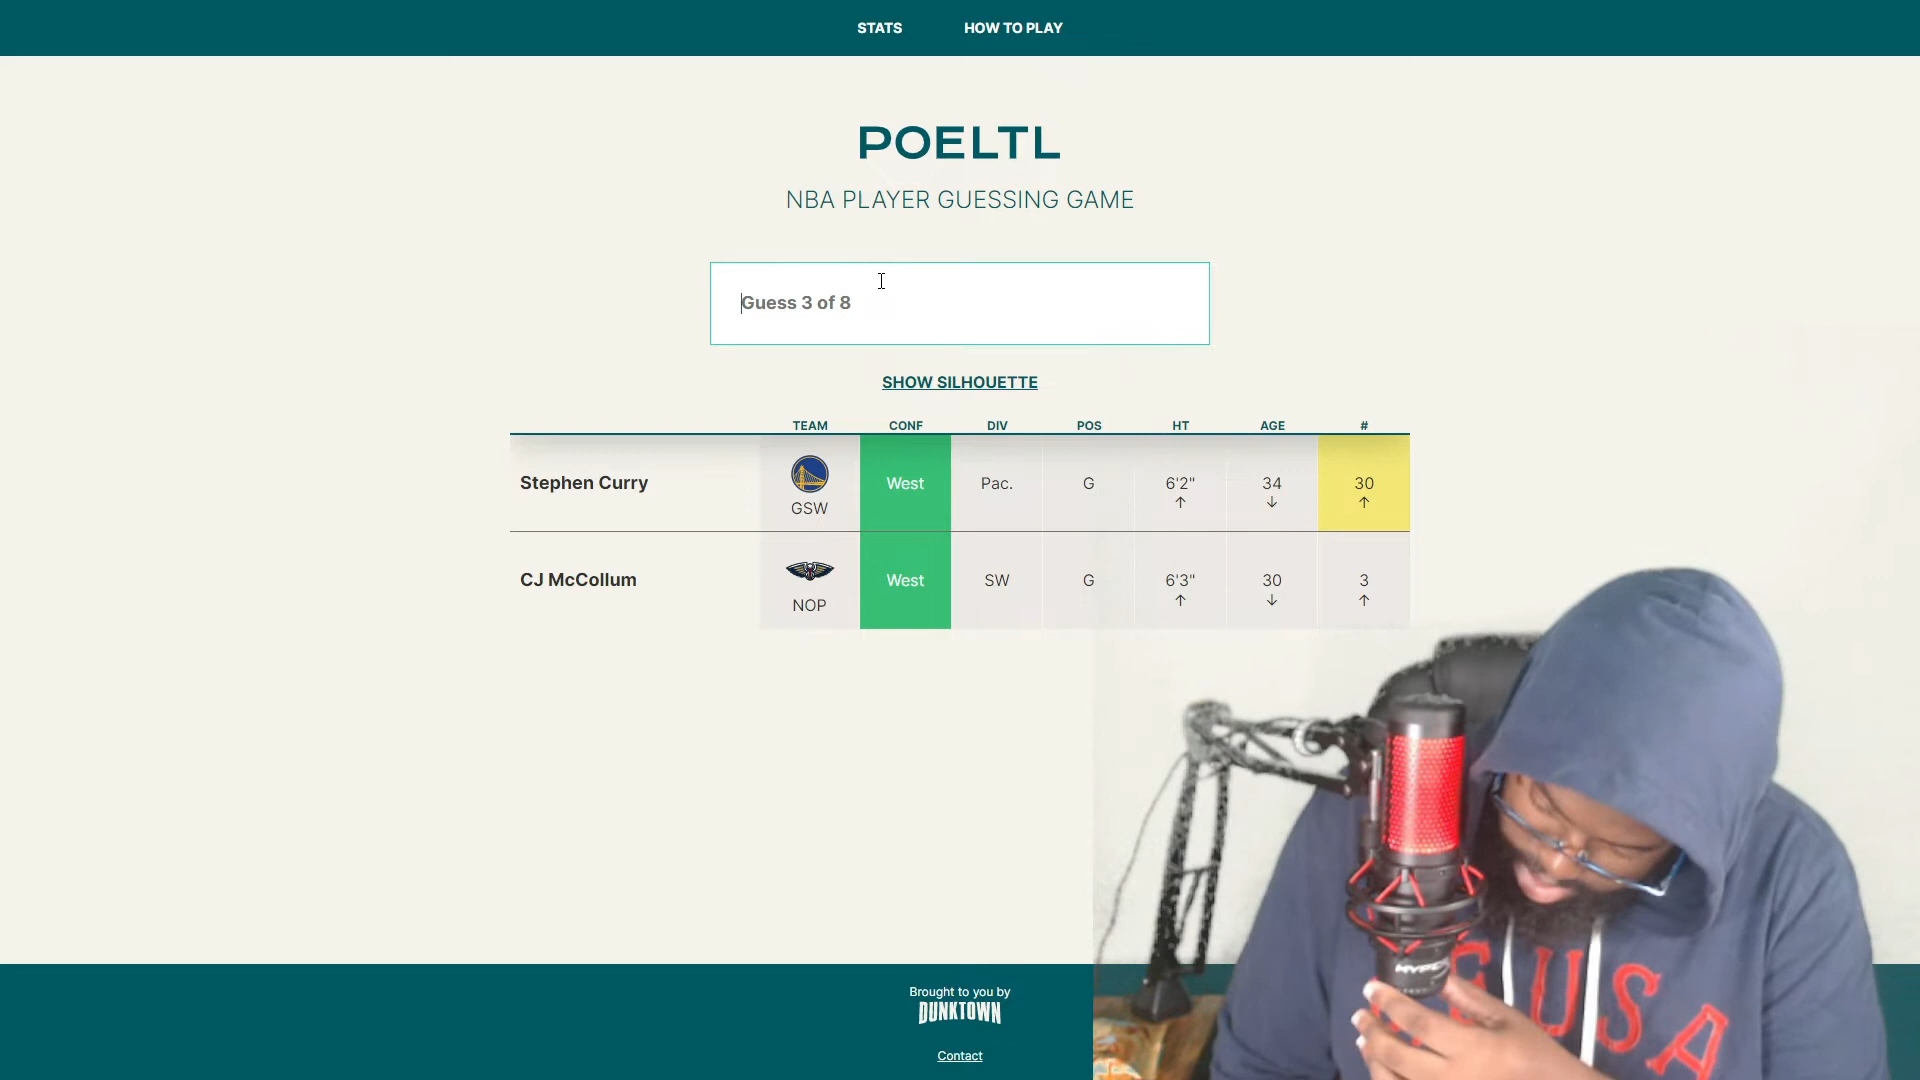 STATS HOW TO PLAY
POELTL
NBA PLAYER GUESSING GAME
Guess 3 of 8
SHOW SILHOUETTE
TEAM CONF DIV POS HT AGE #
Stephen Curry GSW West Pac. G 6'2" ↑ 34 ↓ 30 ↑
CJ McCollum NOP West SW G 6'3" ↑ 30 ↓ 3 ↑
HYPERX
USA
Brought to you by
DUNKTOWN
Contact